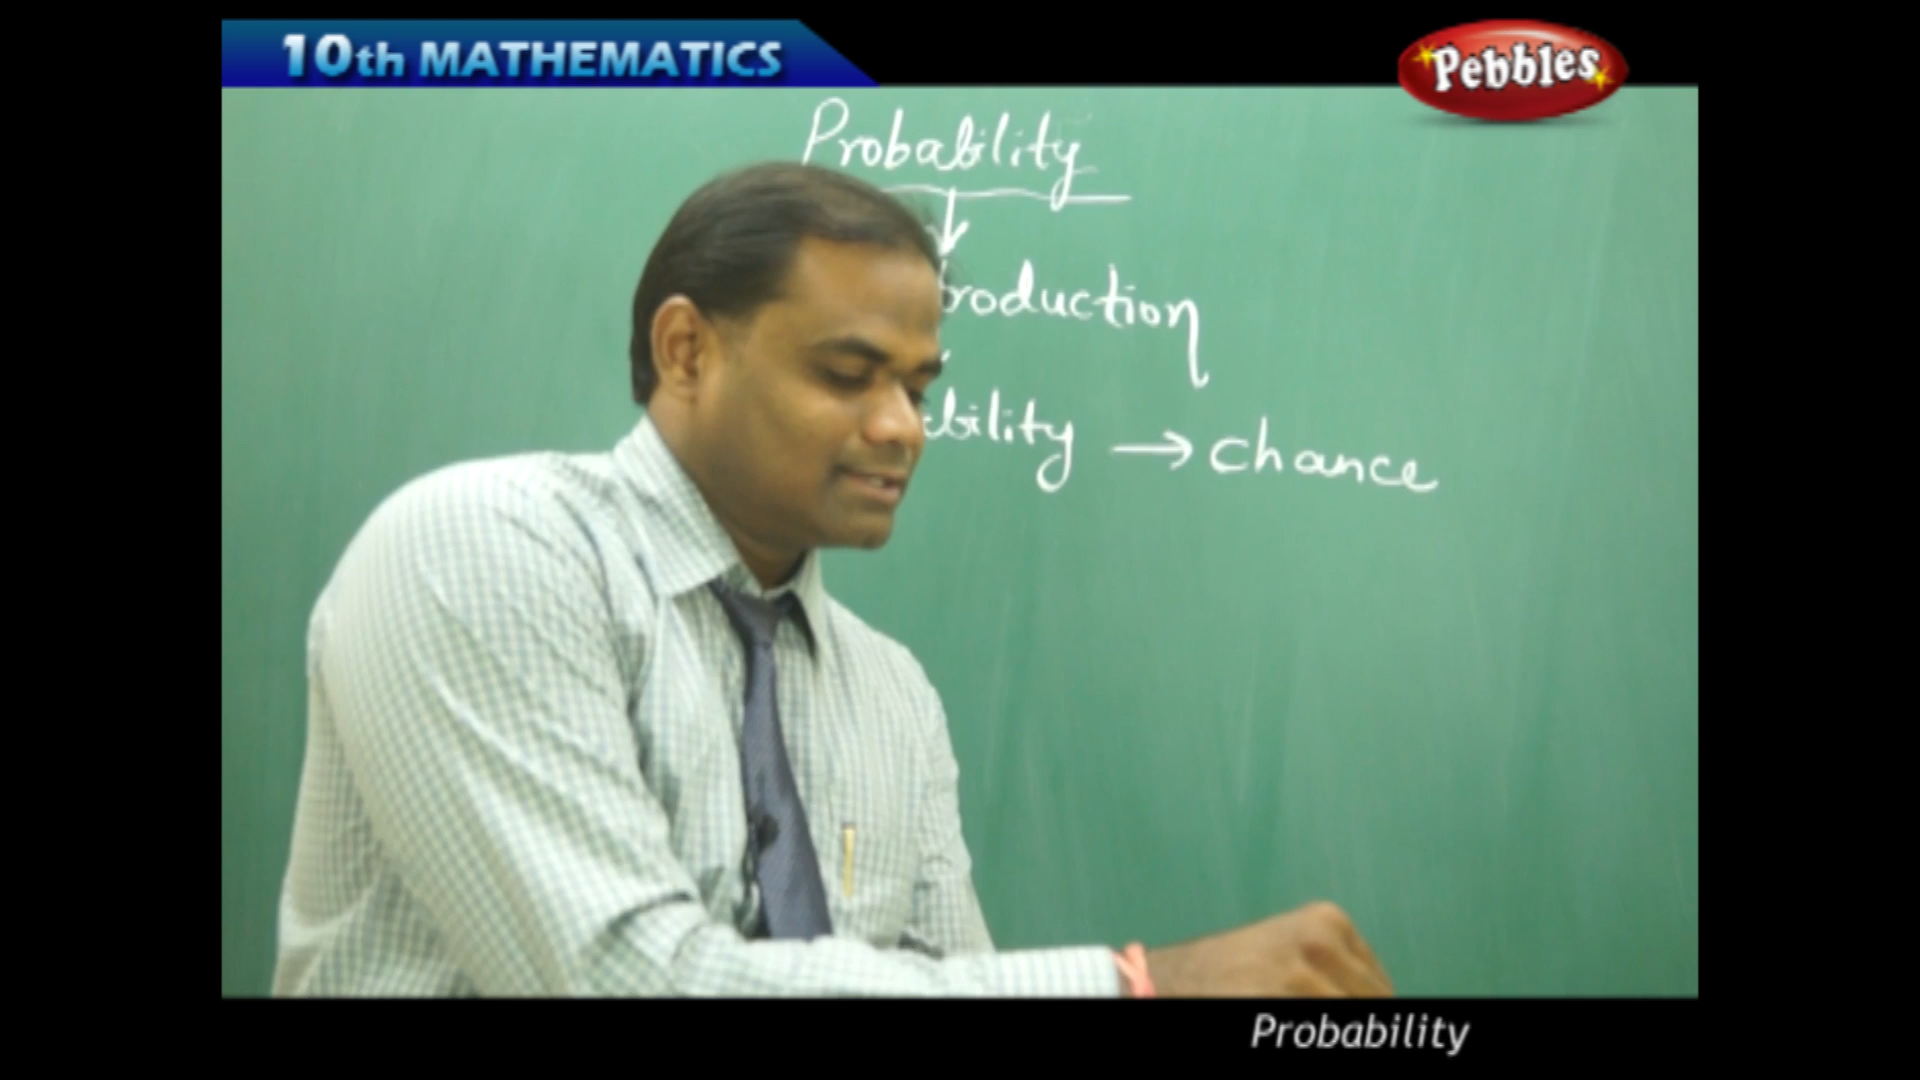 10th MATHEMATICS
Pebbles
Probability
roduction
bility → chance
Probability